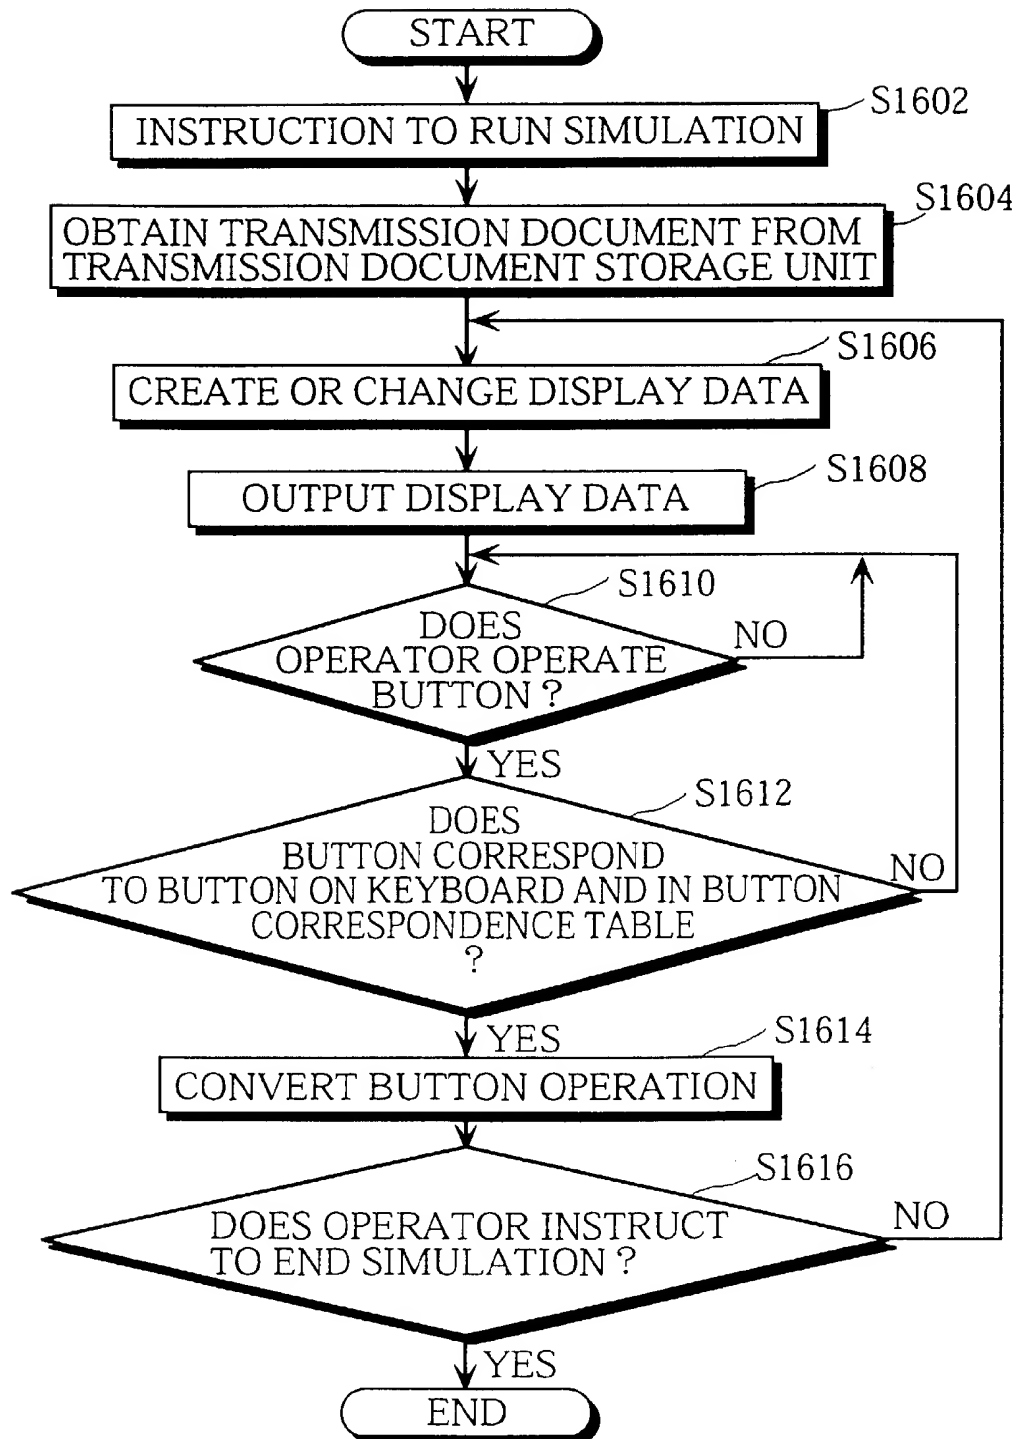 START
S1602
INSTRUCTION TO RUN SIMULATION
S1604
OBTAIN TRANSMISSION DOCUMENT FROM
TRANSMISSION DOCUMENT STORAGE UNIT
S1606
CREATE OR CHANGE DISPLAY DATA
S1608
OUTPUT DISPLAY DATA
S1610
DOES
OPERATOR OPERATE
BUTTON ?
NO
YES
S1612
DOES
BUTTON CORRESPOND
TO BUTTON ON KEYBOARD AND IN BUTTON
CORRESPONDENCE TABLE
?
NO
YES
S1614
CONVERT BUTTON OPERATION
S1616
DOES OPERATOR INSTRUCT
TO END SIMULATION ?
NO
YES
END